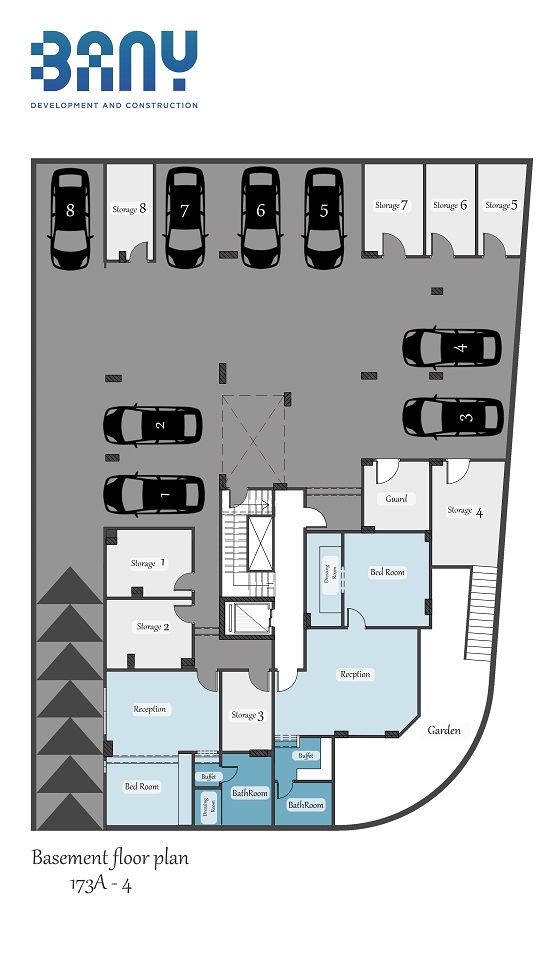 BANY
DEVELOPMENT AND CONSTRUCTION
8
Storage 8
7
6
5
Storage 7
Storage 6
Storage 5
4
3
2
1
Guard
Storage 4
Storage 1
Dressing
Room
Bed Room
Storage 2
Recption
Reception
Storage 3
Garden
Buffet
Buffet
Bed Room
Dressing
Room
BathRoom
BathRoom
Basement floor plan
173A - 4